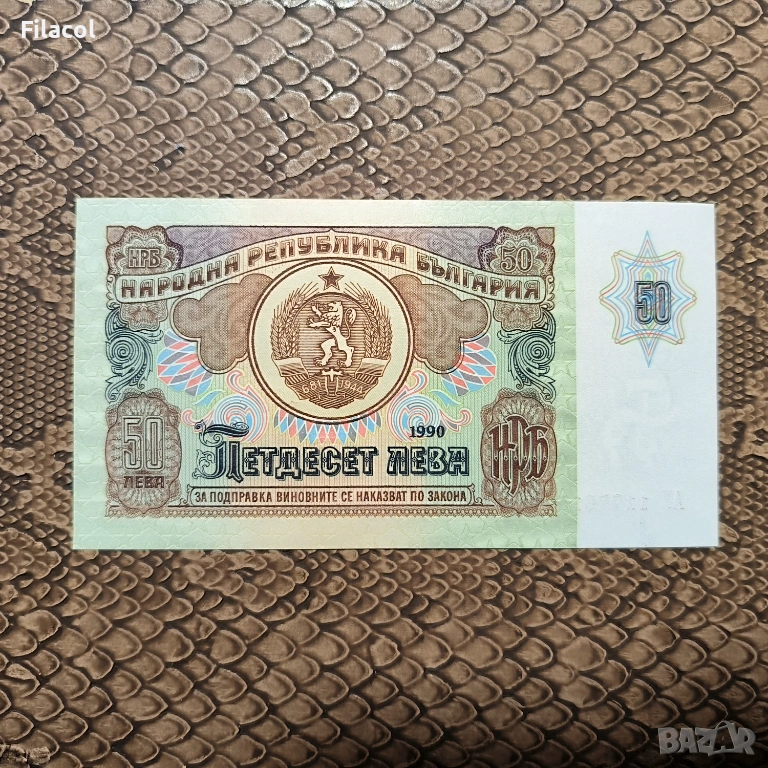 Filacol
НРБ
50
НАРОДНА РЕПУБЛИКА БЪЛГАРИЯ
50
681 1944
1990
50
ЛЕВА
ПЕТДЕСЕТ ЛЕВА
НРБ
ЗА ПОДПРАВКА ВИНОВНИТЕ СЕ НАКАЗВАТ ПО ЗАКОНА
BAZAR